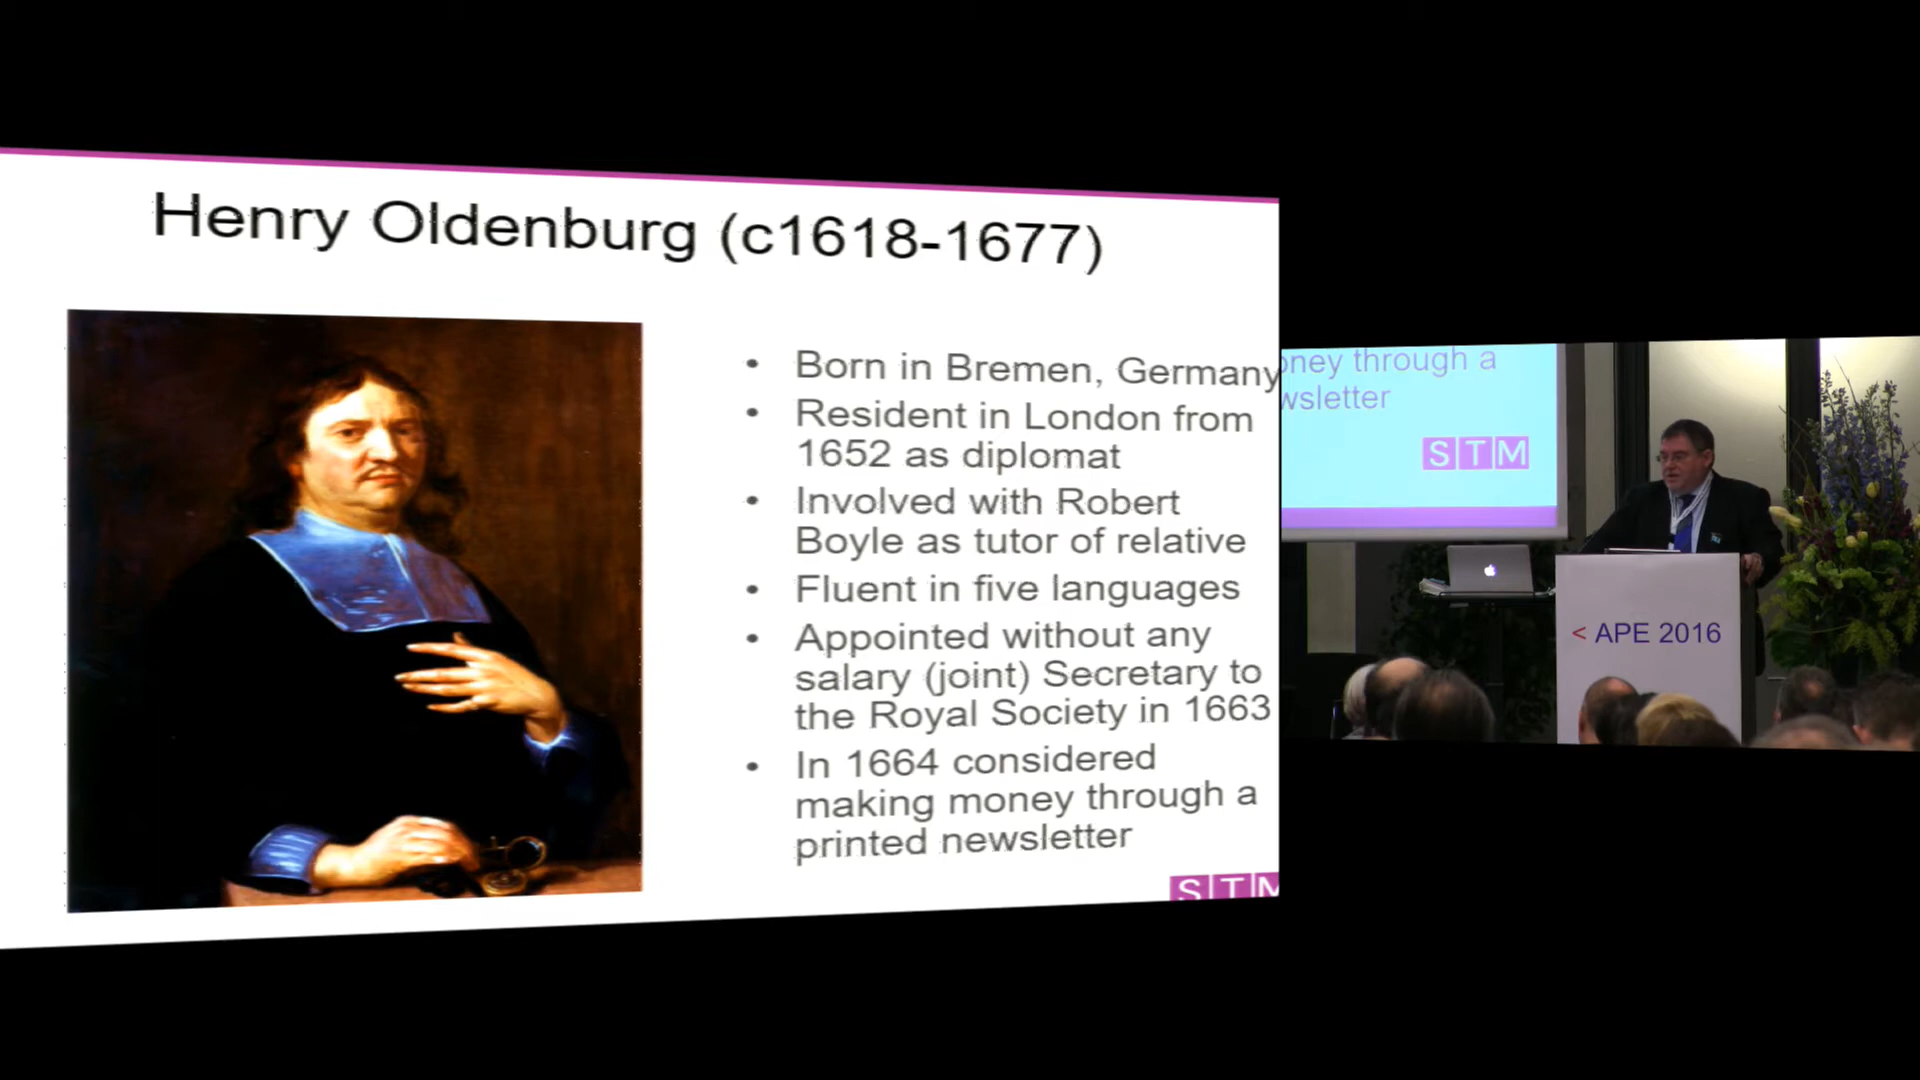 Henry Oldenburg (c1618-1677)
• Born in Bremen, Germany
• Resident in London from
1652 as diplomat
• Involved with Robert
Boyle as tutor of relative
• Fluent in five languages
• Appointed without any
salary (joint) Secretary to
the Royal Society in 1663
• In 1664 considered
making money through a
printed newsletter
STM
oney through a
wsletter
STM
< APE 2016